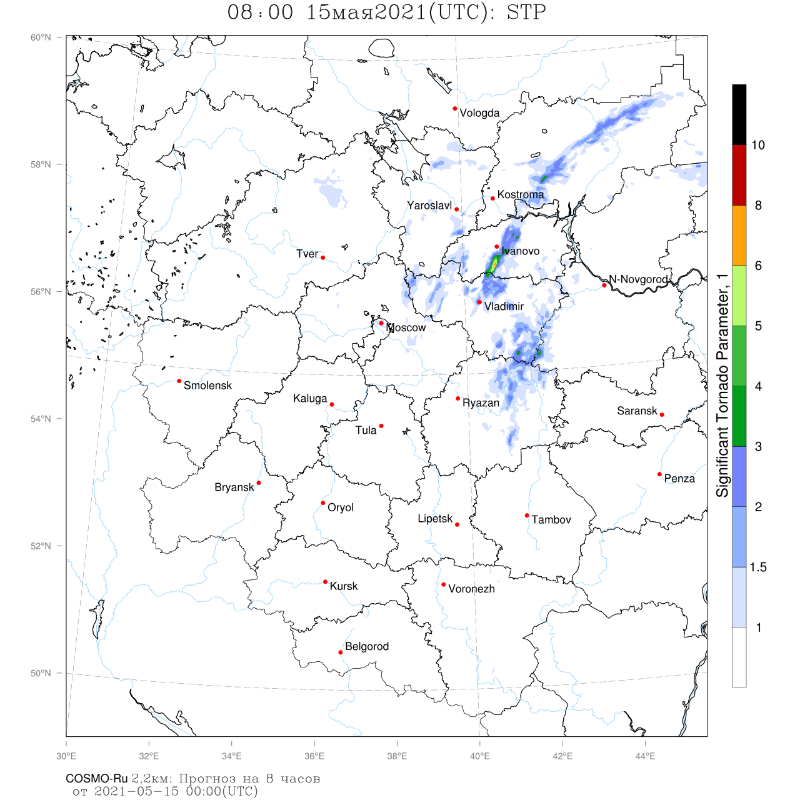 08:00 15мая2021(UTC): STP
60°N
58°N
56°N
54°N
52°N
50°N
30°E
32°E
34°E
36°E
38°E
40°E
42°E
44°E
Vologda
Kostroma
Yaroslavl
Ivanovo
Tver
N-Novgorod
Vladimir
Moscow
Smolensk
Kaluga
Ryazan
Saransk
Tula
Penza
Bryansk
Oryol
Lipetsk
Tambov
Kursk
Voronezh
Belgorod
10
8
6
5
4
3
2
1.5
1
Significant Tornado Parameter, 1
COSMO-Ru 2,2км: Прогноз на 8 часов
от 2021-05-15 00:00(UTC)